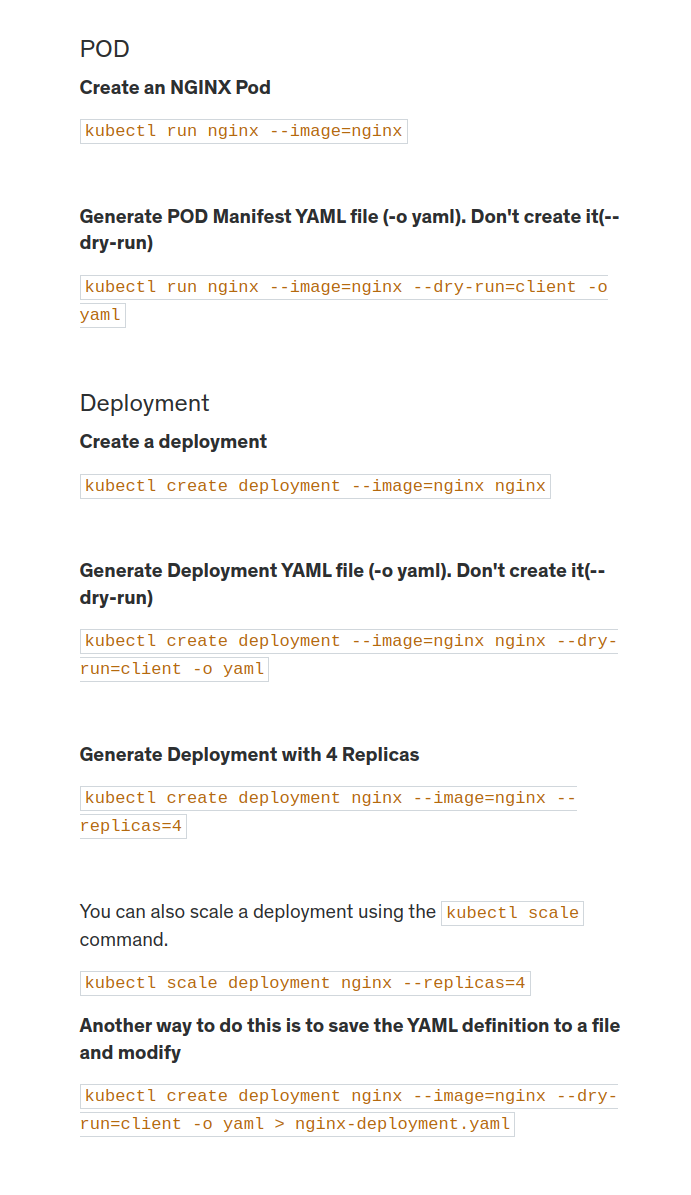 POD
Create an NGINX Pod
kubectl run nginx --image=nginx
Generate POD Manifest YAML file (-o yaml). Don't create it(--
dry-run)
kubectl run nginx --image=nginx --dry-run=client -o
yaml
Deployment
Create a deployment
kubectl create deployment --image=nginx nginx
Generate Deployment YAML file (-o yaml). Don't create it(--
dry-run)
kubectl create deployment --image=nginx nginx --dry-
run=client -o yaml
Generate Deployment with 4 Replicas
kubectl create deployment nginx --image=nginx --
replicas=4
You can also scale a deployment using the kubectl scale
command.
kubectl scale deployment nginx --replicas=4
Another way to do this is to save the YAML definition to a file
and modify
kubectl create deployment nginx --image=nginx --dry-
run=client -o yaml > nginx-deployment.yaml